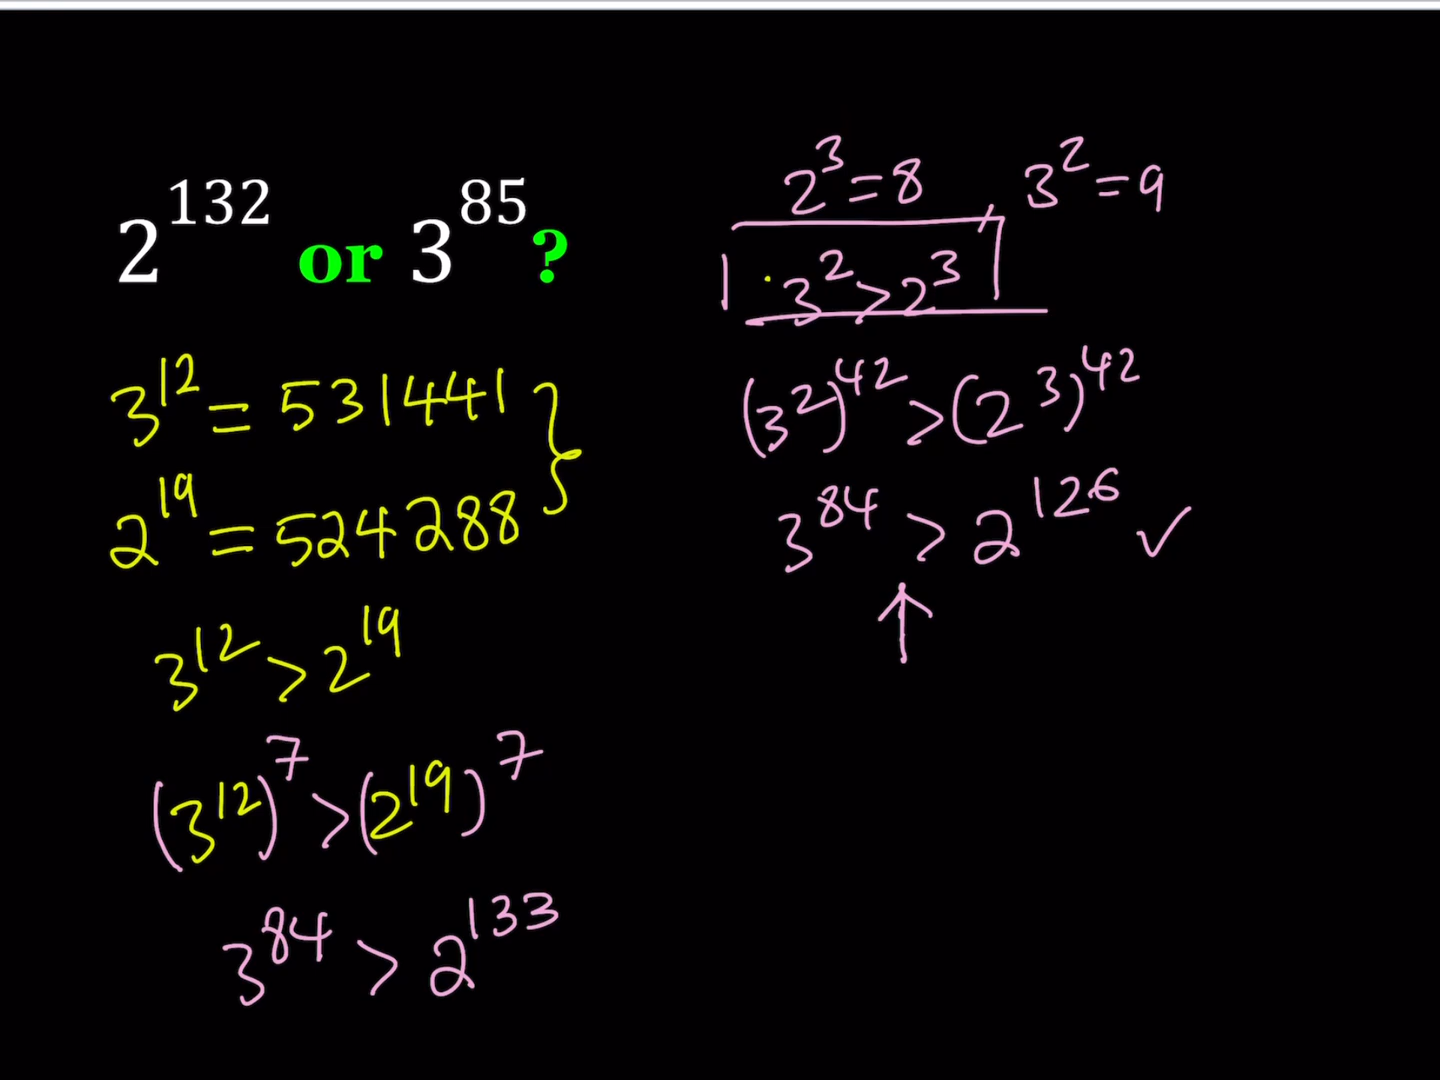 2^132 or 3^85?
3^12 = 531441
2^19 = 524288
3^12 > 2^19
(3^12)^7 > (2^19)^7
3^84 > 2^133
2^3 = 8, 3^2 = 9
3^2 > 2^3
(3^2)^42 > (2^3)^42
3^84 > 2^126 ✓
↑